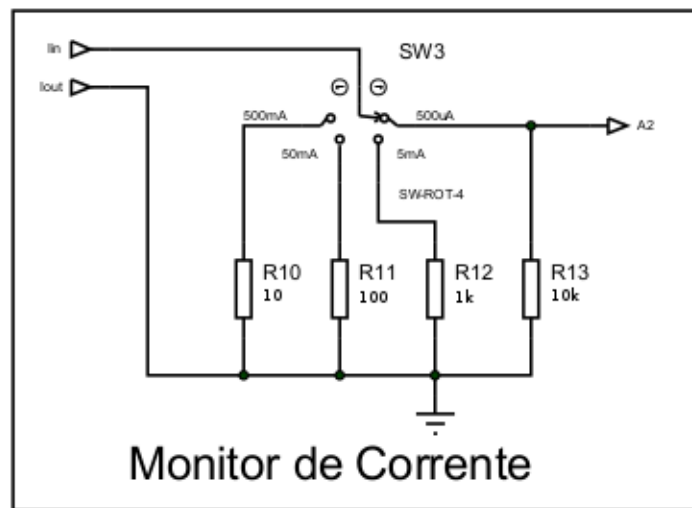 Iin
SW3
Iout
500mA
500uA
A2
50mA
5mA
SW-ROT-4
R10
10
R11
100
R12
1k
R13
10k
Monitor de Corrente